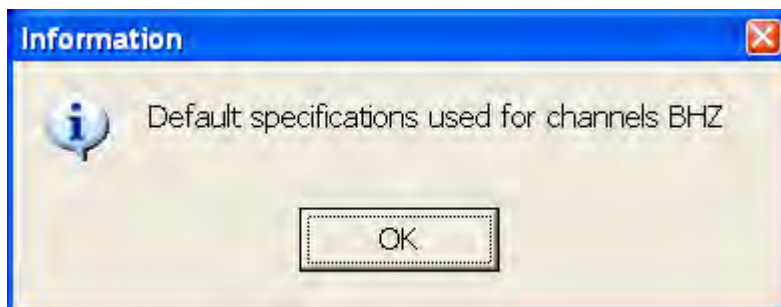 Information
Default specifications used for channels BHZ
OK